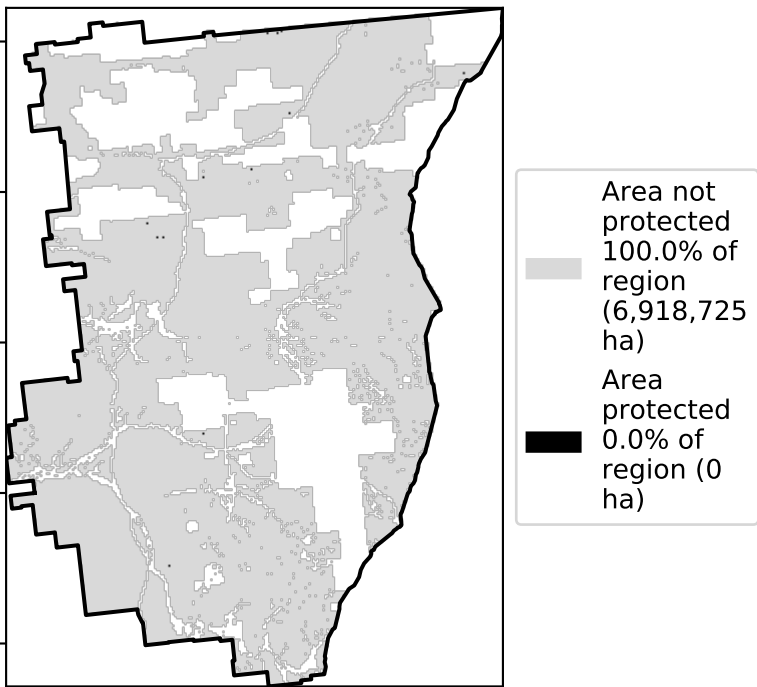 Area not
protected
100.0% of
region
(6,918,725
ha)
Area
protected
0.0% of
region (0
ha)